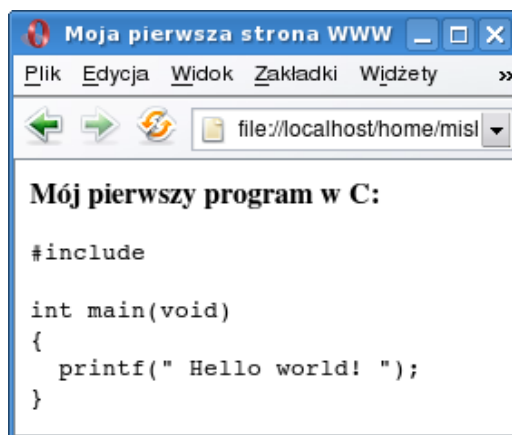 Moja pierwsza strona WWW
Plik Edycja Widok Zakładki Widżety »
file://localhost/home/misl
Mój pierwszy program w C:
#include
int main(void)
{
printf(" Hello world! ");
}